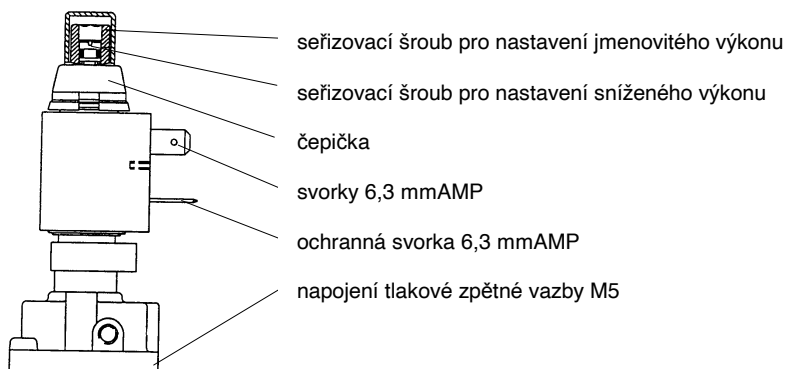 seřizovací šroub pro nastavení jmenovitého výkonu
seřizovací šroub pro nastavení sníženého výkonu
čepička
svorky 6,3 mmAMP
ochranná svorka 6,3 mmAMP
napojení tlakové zpětné vazby M5